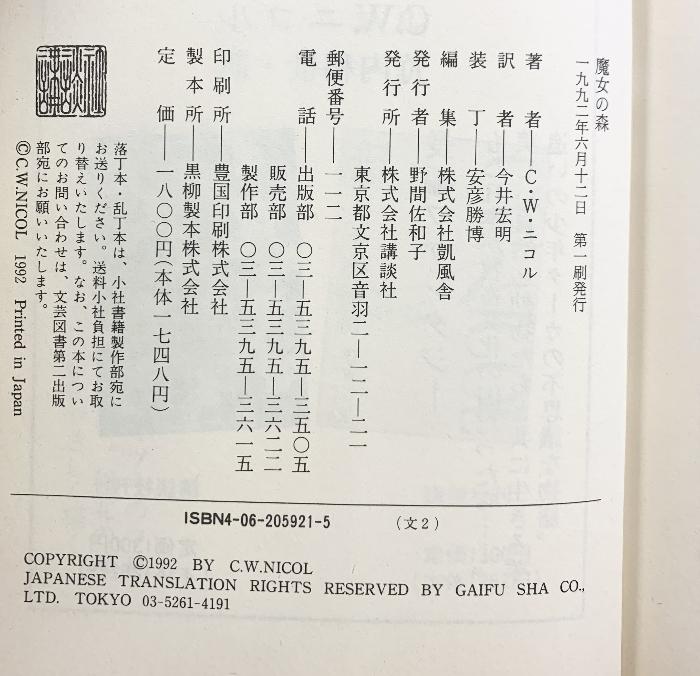 魔女の森
一九九二年六月十二日　第一刷発行
著者——C・W・ニコル
訳者——今井宏明
装丁——安彦勝博
編集——株式会社凱風舎
発行者——野間佐和子
発行所——株式会社講談社
東京都文京区音羽二—一二—二一
郵便番号——一一二
電話——出版部　〇三—五三九五—三五〇五
販売部　〇三—五三九五—三六二二
製作部　〇三—五三九五—三六一五
印刷所——豊国印刷株式会社
製本所——黒柳製本株式会社
定価——一八〇〇円（本体一七四八円）
落丁本・乱丁本は、小社書籍製作部宛に
お送りください。送料小社負担にてお取
り替えいたします。なお、この本につい
てのお問い合わせは、文芸図書第二出版
部宛にお願いいたします。
©C.W.NICOL 1992 Printed in Japan
ISBN4-06-205921-5　（文2）
COPYRIGHT ©1992 BY C.W.NICOL
JAPANESE TRANSLATION RIGHTS RESERVED BY GAIFU SHA CO.,
LTD. TOKYO 03-5261-4191